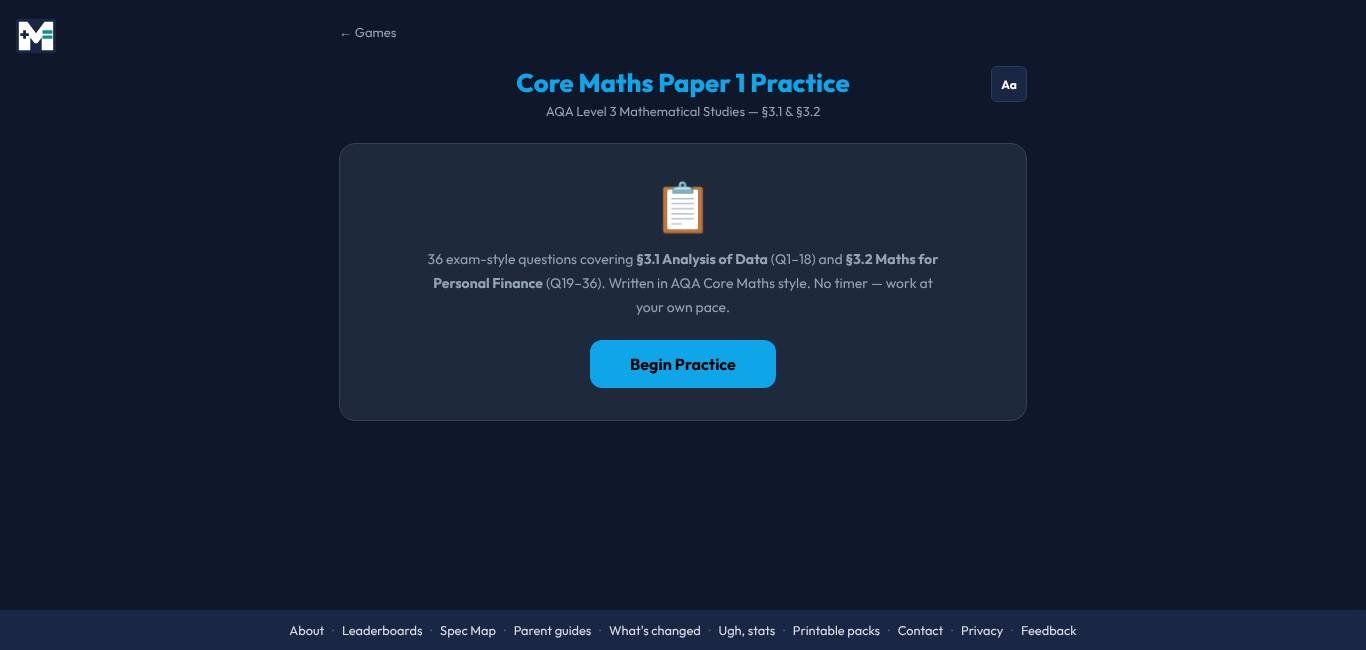 ← Games
Core Maths Paper 1 Practice
Aa
AQA Level 3 Mathematical Studies — §3.1 & §3.2
36 exam-style questions covering §3.1 Analysis of Data (Q1–18) and §3.2 Maths for
Personal Finance (Q19–36). Written in AQA Core Maths style. No timer — work at
your own pace.
Begin Practice
About · Leaderboards · Spec Map · Parent guides · What's changed · Ugh, stats · Printable packs · Contact · Privacy · Feedback